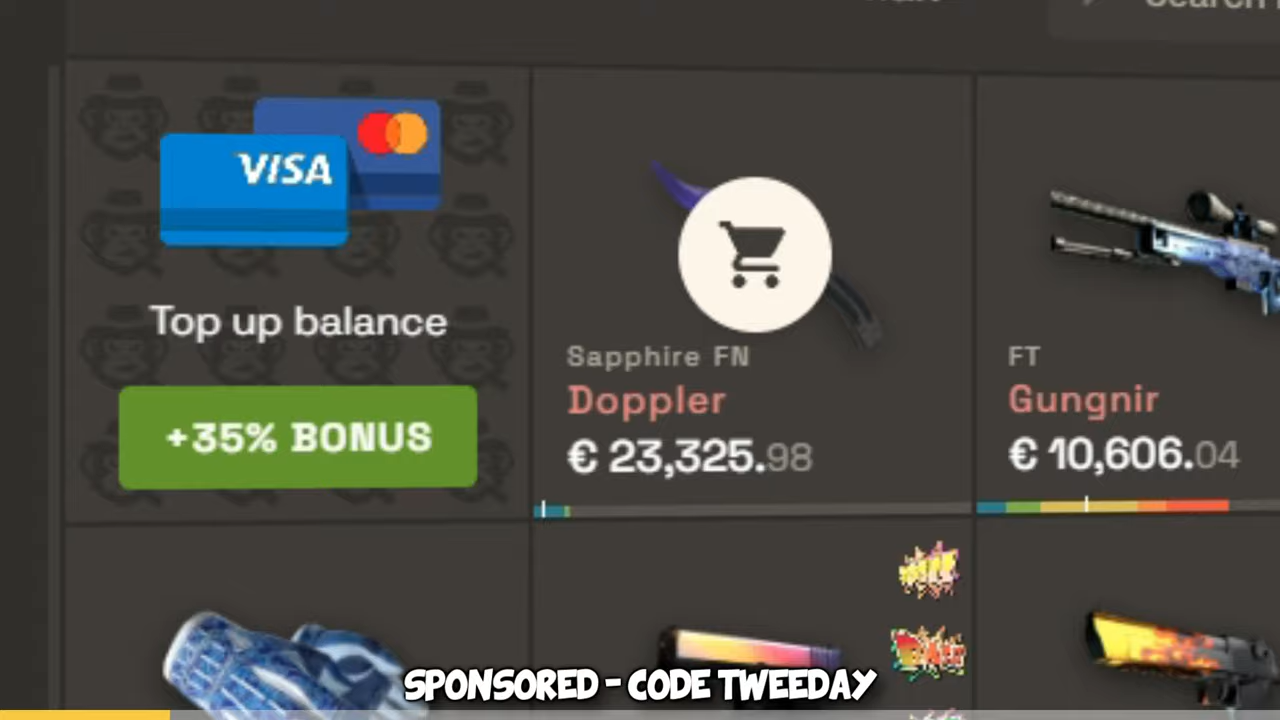 VISA
Top up balance
+35% BONUS
Sapphire FN
Doppler
€ 23,325.98
FT
Gungnir
€ 10,606.04
SPONSORED - CODE TWEEDAY